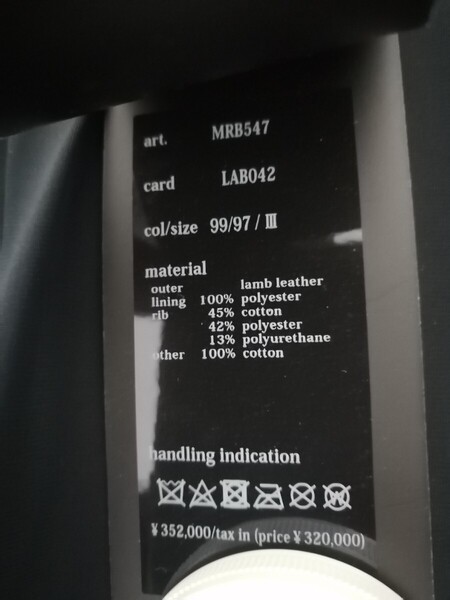 art. MRB547
card LAB042
col/size 99/97 / Ⅲ
material
outer lamb leather
lining 100% polyester
rib 45% cotton
42% polyester
13% polyurethane
other 100% cotton
handling indication
W
¥352,000/tax in (price ¥320,000)